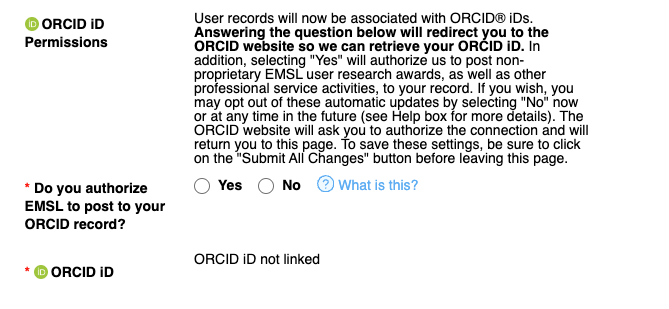 ORCID iD
Permissions
User records will now be associated with ORCID® iDs.
Answering the question below will redirect you to the
ORCID website so we can retrieve your ORCID iD. In
addition, selecting "Yes" will authorize us to post non-
proprietary EMSL user research awards, as well as other
professional service activities, to your record. If you wish, you
may opt out of these automatic updates by selecting "No" now
or at any time in the future (see Help box for more details). The
ORCID website will ask you to authorize the connection and will
return you to this page. To save these settings, be sure to click
on the "Submit All Changes" button before leaving this page.
* Do you authorize
EMSL to post to your
ORCID record?
Yes No ? What is this?
* iD ORCID iD
ORCID iD not linked